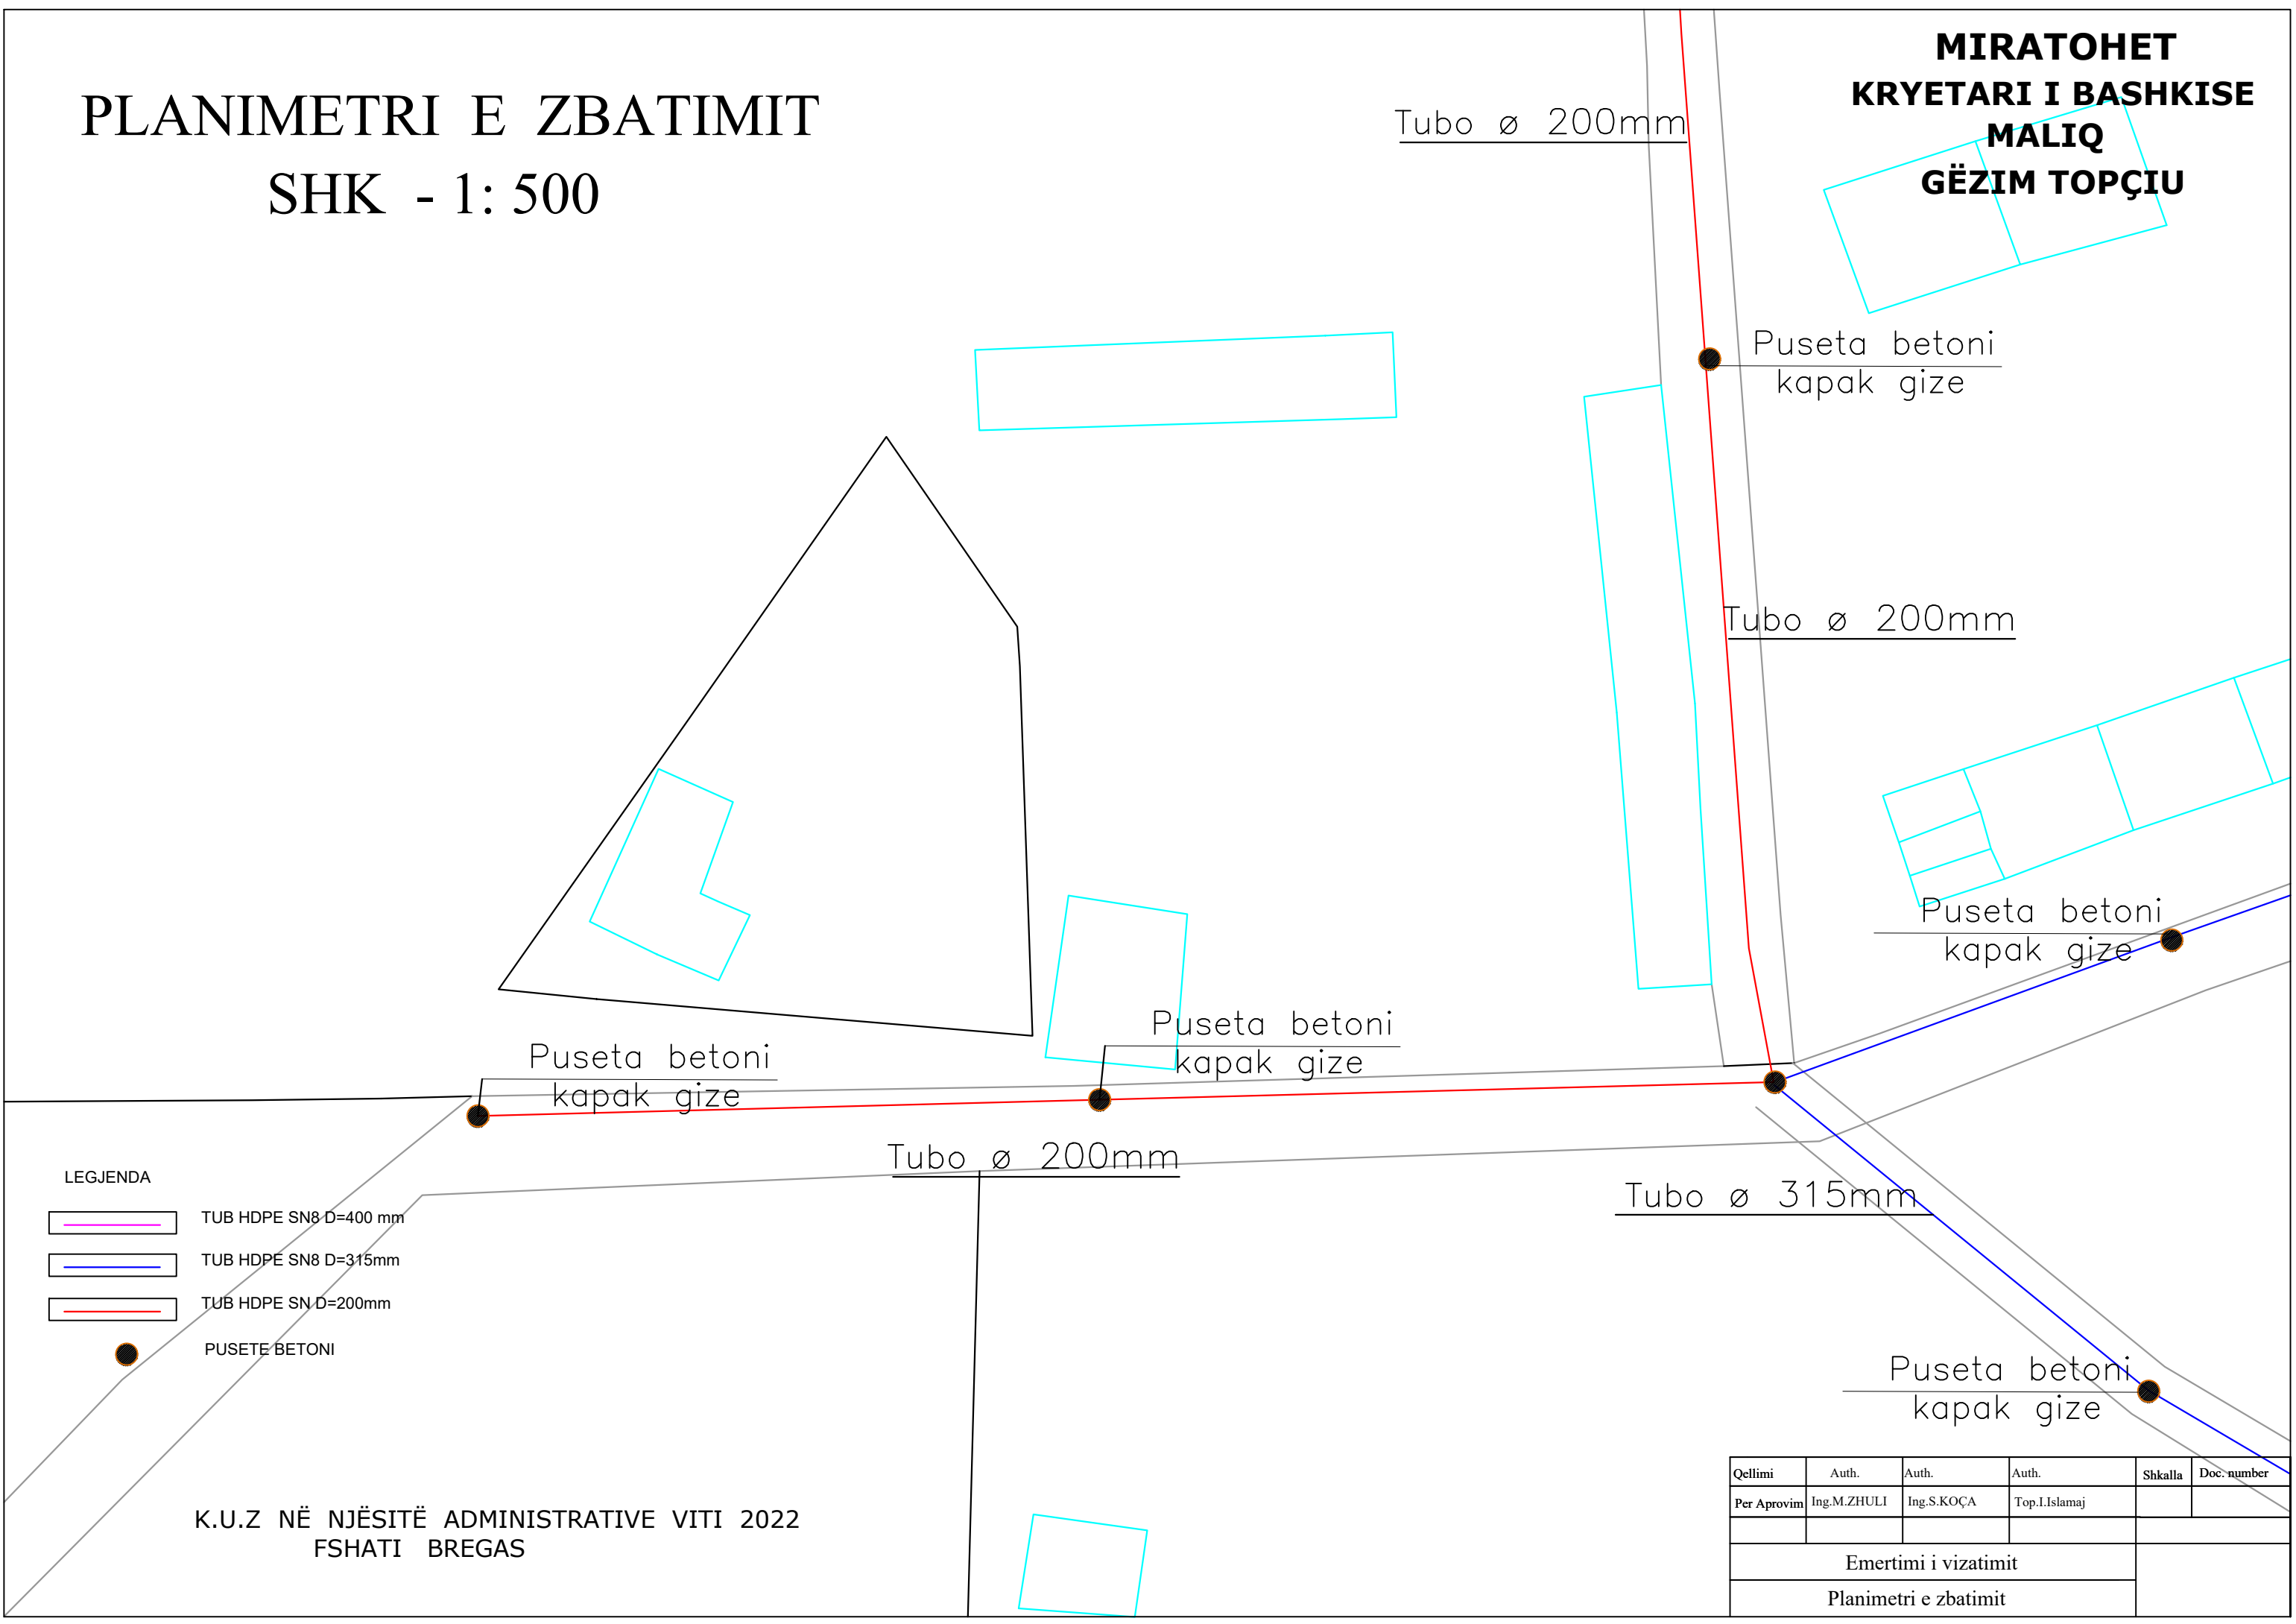 PLANIMETRI E ZBATIMIT
SHK - 1: 500
MIRATOHET
KRYETARI I BASHKISE
MALIQ
GËZIM TOPÇIU
Tubo ø 200mm
Puseta betoni
kapak gize
Tubo ø 200mm
Puseta betoni
kapak gize
Puseta betoni
kapak gize
Puseta betoni
kapak gize
Tubo ø 200mm
Tubo ø 315mm
Puseta betoni
kapak gize
LEGJENDA
TUB HDPE SN8 D=400 mm
TUB HDPE SN8 D=315mm
TUB HDPE SN D=200mm
PUSETE BETONI
K.U.Z NË NJËSITË ADMINISTRATIVE VITI 2022
FSHATI BREGAS
Qellimi Auth. Auth. Auth. Shkalla Doc. number
Per Aprovim Ing.M.ZHULI Ing.S.KOÇA Top.I.Islamaj
Emertimi i vizatimit
Planimetri e zbatimit